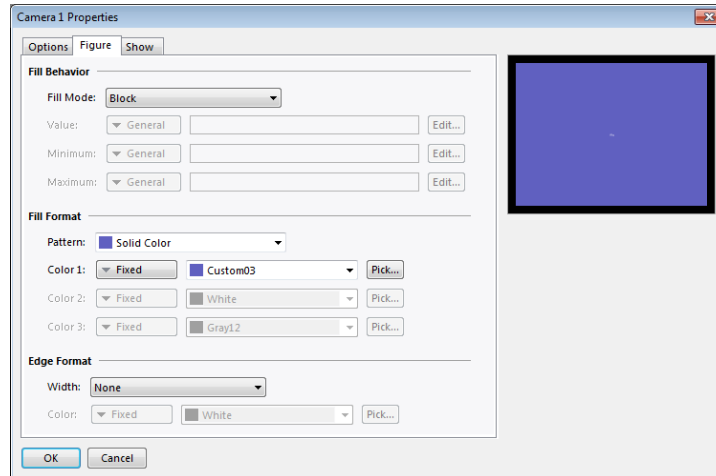 Camera 1 Properties
Options Figure Show
Fill Behavior
Fill Mode: Block
Value: General Edit...
Minimum: General Edit...
Maximum: General Edit...
Fill Format
Pattern: Solid Color
Color 1: Fixed Custom03 Pick...
Color 2: Fixed White Pick...
Color 3: Fixed Gray12 Pick...
Edge Format
Width: None
Color: Fixed White Pick...
OK Cancel